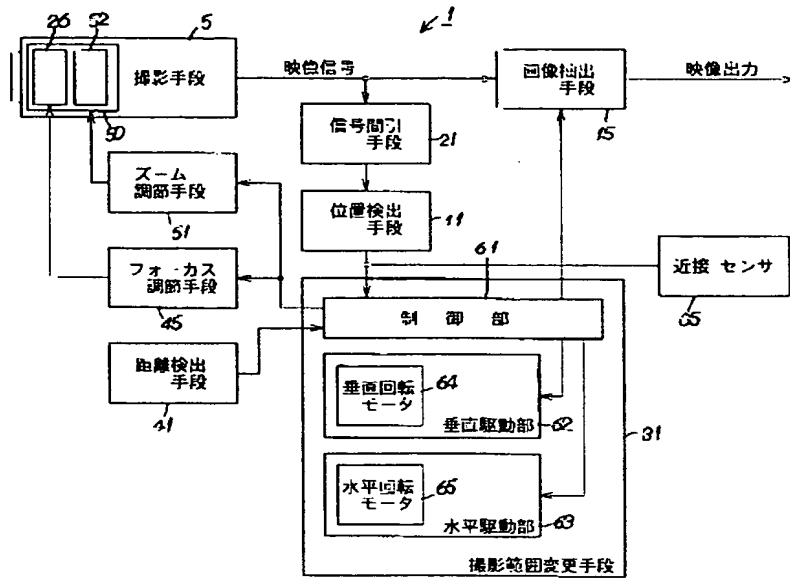 1
26
52
5
撮影手段
50
映像信号
画像抽出
手段
15
映像出力
信号間引
手段
21
ズーム
調節手段
51
位置検出
手段
11
61
近接センサ
フォーカス
調節手段
45
制御部
距離検出
手段
41
垂直回転
モータ
64
垂直駆動部
62
31
水平回転
モータ
65
水平駆動部
63
撮影範囲変更手段